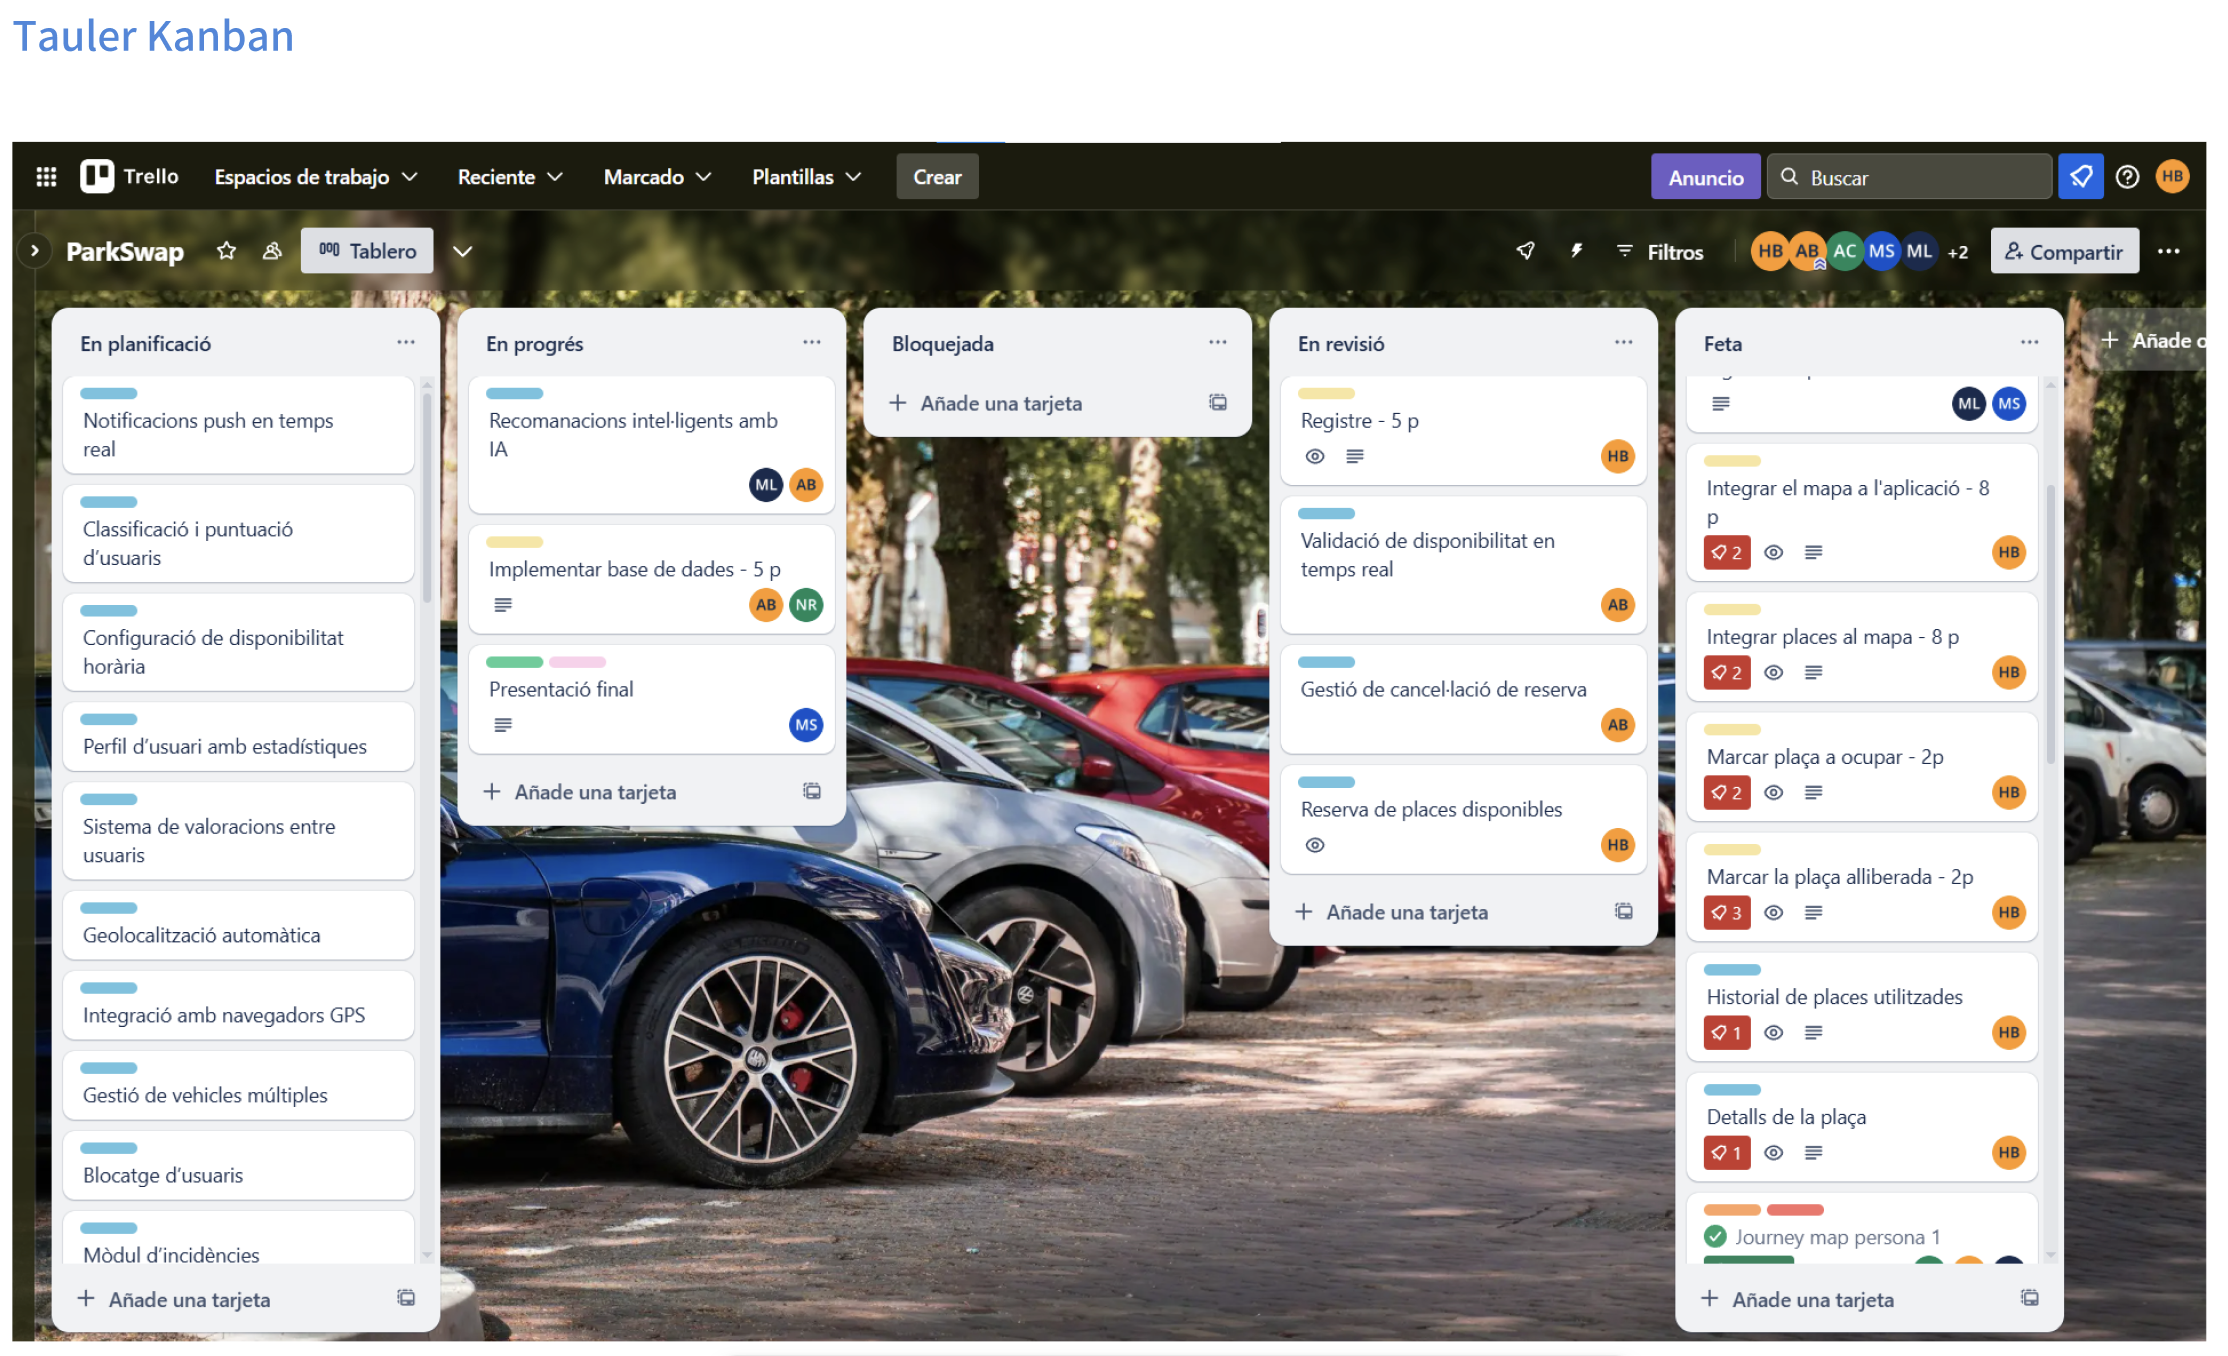 Tauler Kanban
Trello
Espacios de trabajo
Reciente
Marcado
Plantillas
Crear
Anuncio
Buscar
HB
ParkSwap
Tablero
Filtros
HB
AB
AC
MS
ML
+2
Compartir
En planificació
Notificacions push en temps
real
Classificació i puntuació
d'usuaris
Configuració de disponibilitat
horària
Perfil d'usuari amb estadístiques
Sistema de valoracions entre
usuaris
Geolocalització automàtica
Integració amb navegadors GPS
Gestió de vehicles múltiples
Blocatge d'usuaris
Mòdul d'incidències
+ Añade una tarjeta
En progrés
Recomanacions intel·ligents amb
IA
ML
AB
Implementar base de dades - 5 p
AB
NR
Presentació final
MS
+ Añade una tarjeta
Bloquejada
+ Añade una tarjeta
En revisió
Registre - 5 p
HB
Validació de disponibilitat en
temps real
AB
Gestió de cancel·lació de reserva
AB
Reserva de places disponibles
HB
+ Añade una tarjeta
Feta
ML
MS
Integrar el mapa a l'aplicació - 8
p
2
HB
Integrar places al mapa - 8 p
2
HB
Marcar plaça a ocupar - 2p
2
HB
Marcar la plaça alliberada - 2p
3
HB
Historial de places utilitzades
1
HB
Detalls de la plaça
1
HB
Journey map persona 1
+ Añade una tarjeta
+ Añade o